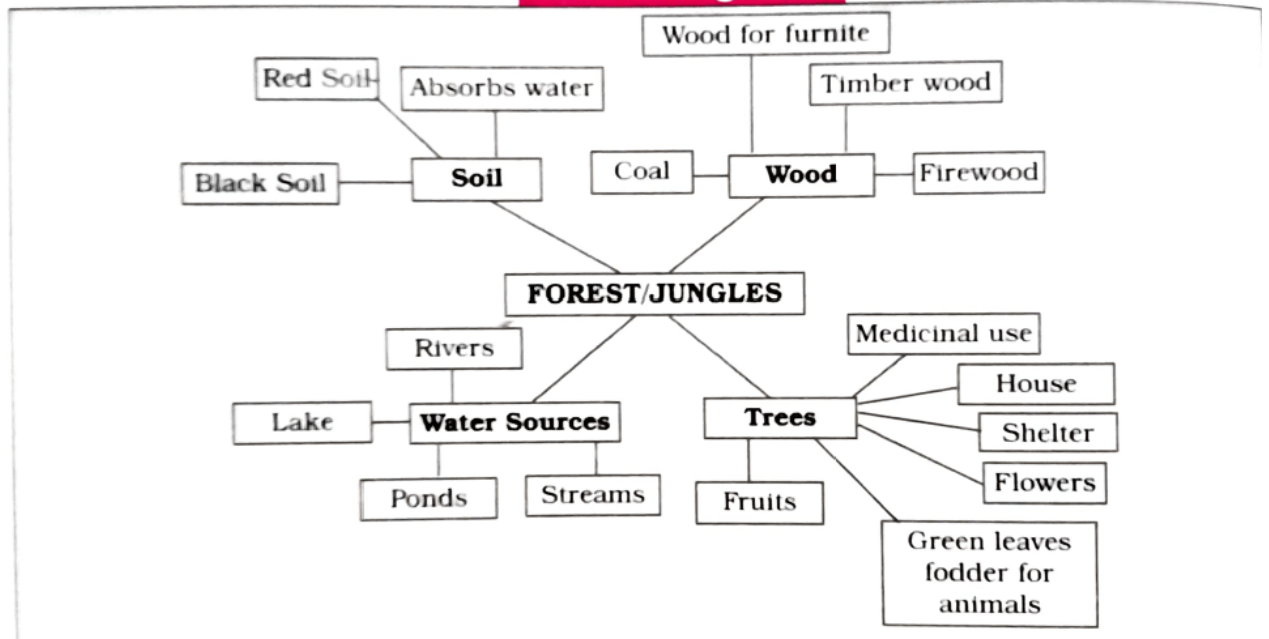 Wood for furnite
Red Soil
Absorbs water
Timber wood
Black Soil
Soil
Coal
Wood
Firewood
FOREST/JUNGLES
Rivers
Medicinal use
House
Lake
Water Sources
Trees
Shelter
Ponds
Streams
Fruits
Flowers
Green leaves
fodder for
animals